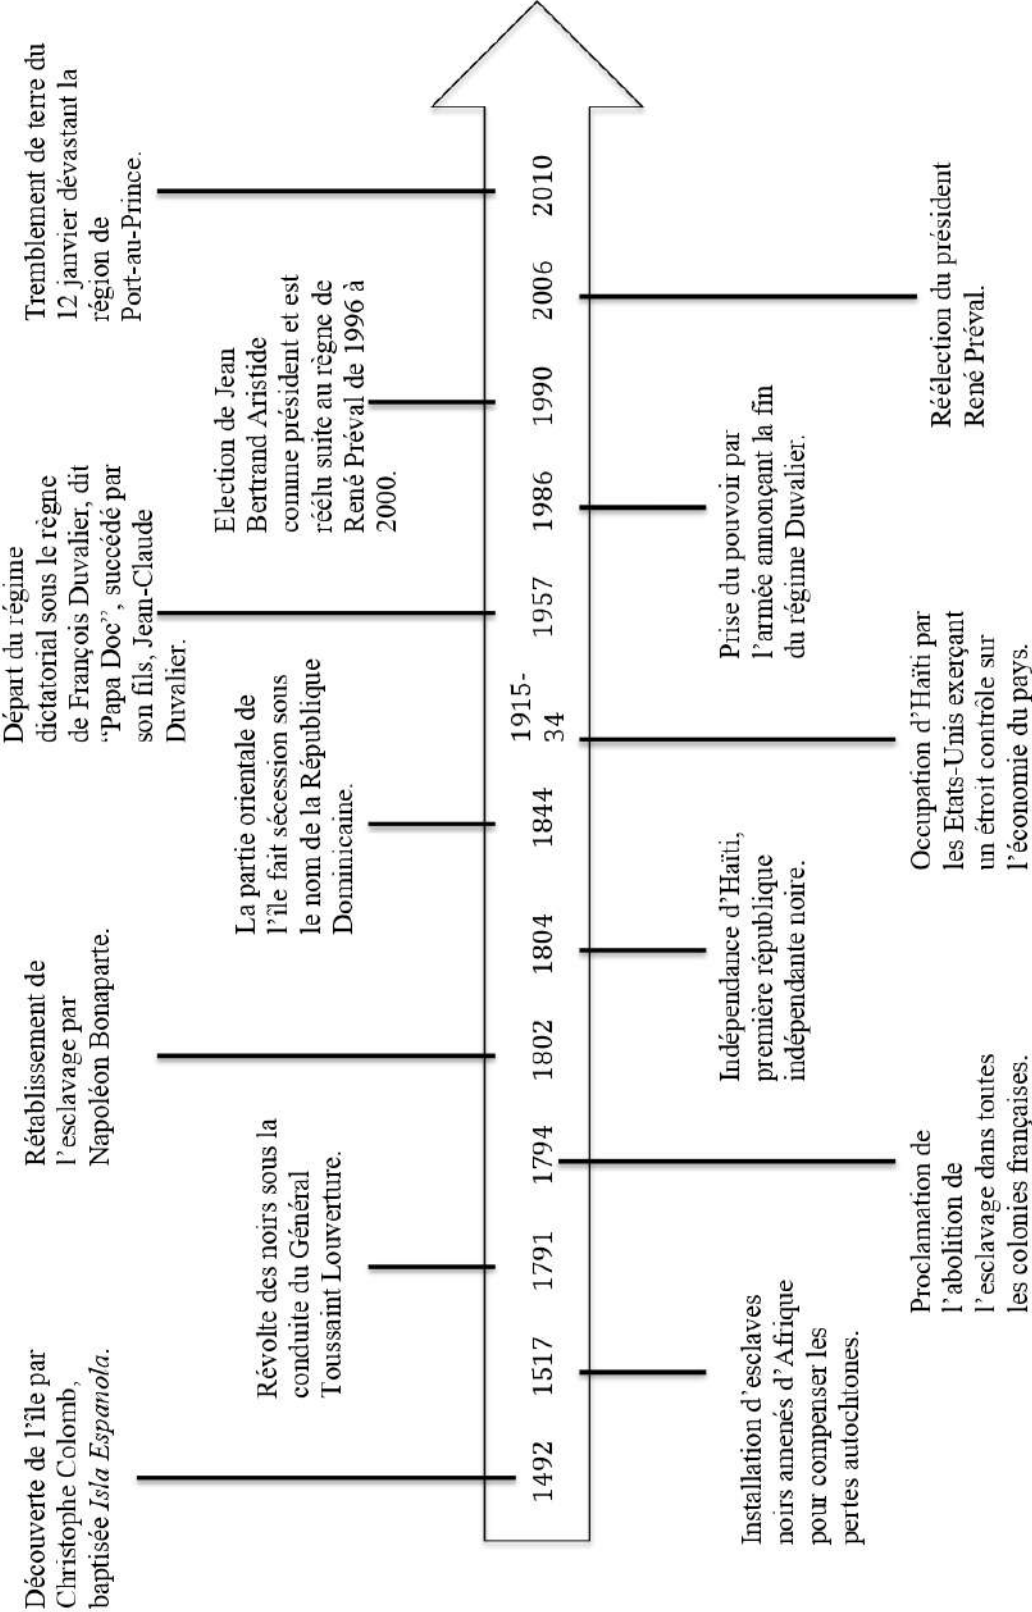 Découverte de l'île par
Christophe Colomb,
baptisée Isla Espanola.
1492
Installation d'esclaves
noirs amenés d'Afrique
pour compenser les
pertes autochtones.
1517
Révolte des noirs sous la
conduite du Général
Toussaint Louverture.
1791
Proclamation de
l'abolition de
l'esclavage dans toutes
les colonies françaises.
1794
Rétablissement de
l'esclavage par
Napoléon Bonaparte.
1802
Indépendance d'Haïti,
première république
indépendante noire.
1804
La partie orientale de
l'île fait sécession sous
le nom de la République
Dominicaine.
1844
Occupation d'Haïti par
les Etats-Unis exerçant
un étroit contrôle sur
l'économie du pays.
1915-
34
Départ du régime
dictatorial sous le règne
de François Duvalier, dit
“Papa Doc”, succédé par
son fils, Jean-Claude
Duvalier.
1957
Prise du pouvoir par
l'armée annonçant la fin
du régime Duvalier.
1986
Election de Jean
Bertrand Aristide
comme président et est
réélu suite au règne de
René Préval de 1996 à
2000.
1990
Réélection du président
René Préval.
2006
Tremblement de terre du
12 janvier dévastant la
région de
Port-au-Prince.
2010